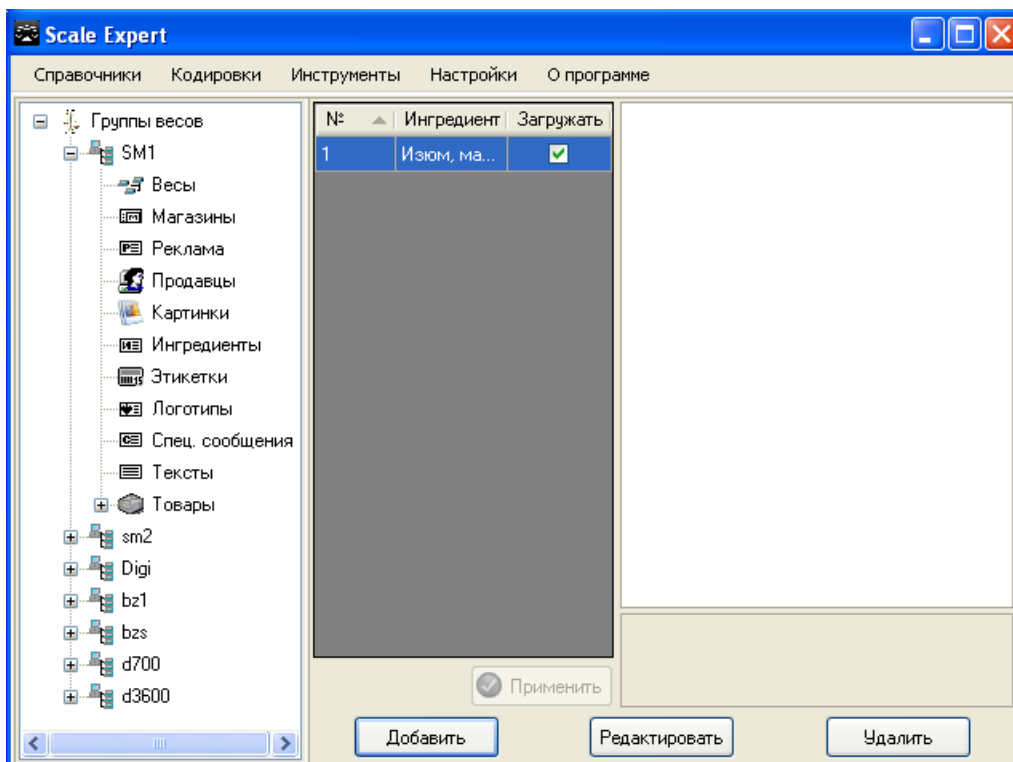 Scale Expert
Справочники Кодировки Инструменты Настройки О программе
Группы весов
SM1
Весы
Магазины
Реклама
Продавцы
Картинки
Ингредиенты
Этикетки
Логотипы
Спец. сообщения
Тексты
Товары
sm2
Digi
bz1
bzs
d700
d3600
№ Ингредиент Загружать
1 Изюм, ма...
Применить
Добавить Редактировать Удалить